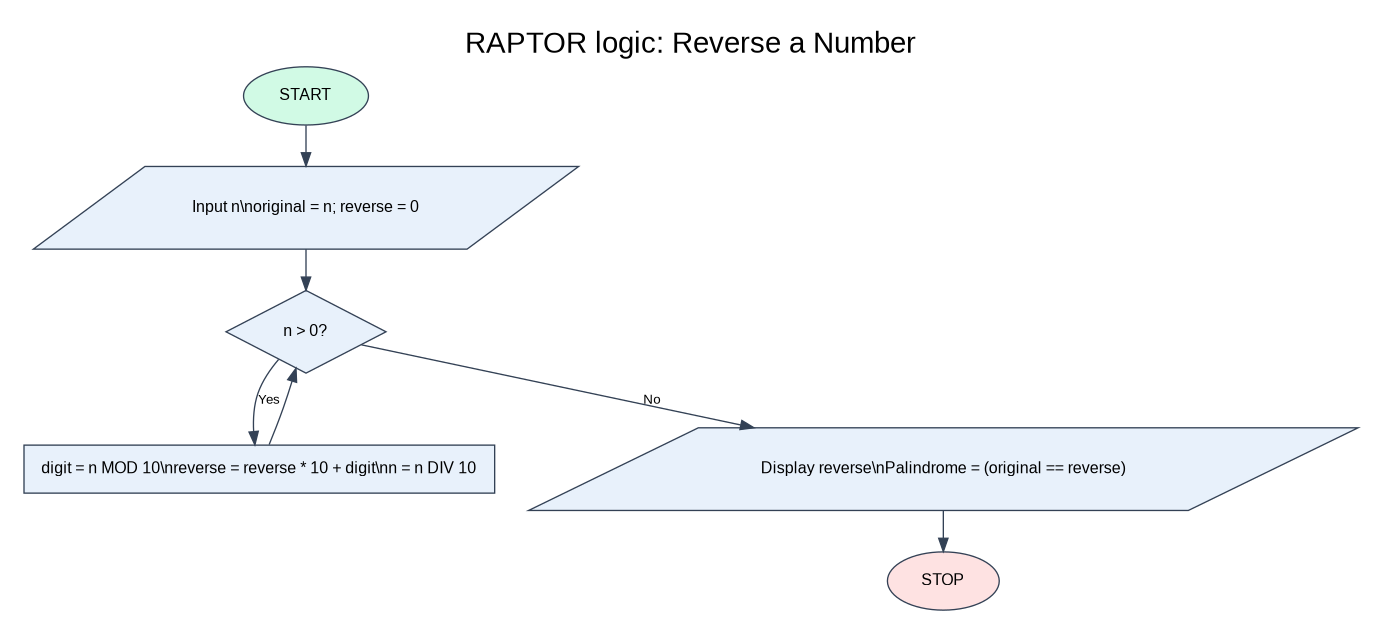 RAPTOR logic: Reverse a Number
START
Input n\noriginal = n; reverse = 0
n > 0?
Yes
No
digit = n MOD 10\nreverse = reverse * 10 + digit\nn = n DIV 10
Display reverse\nPalindrome = (original == reverse)
STOP